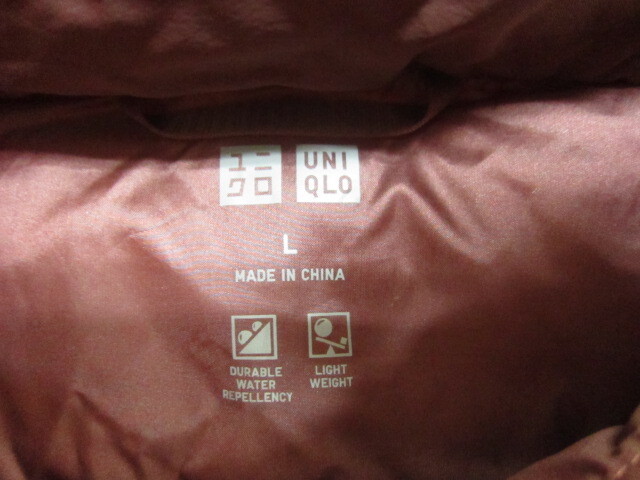 ユニ
クロ
UNI
QLO
L
MADE IN CHINA
DURABLE
WATER
REPELLENCY
LIGHT
WEIGHT